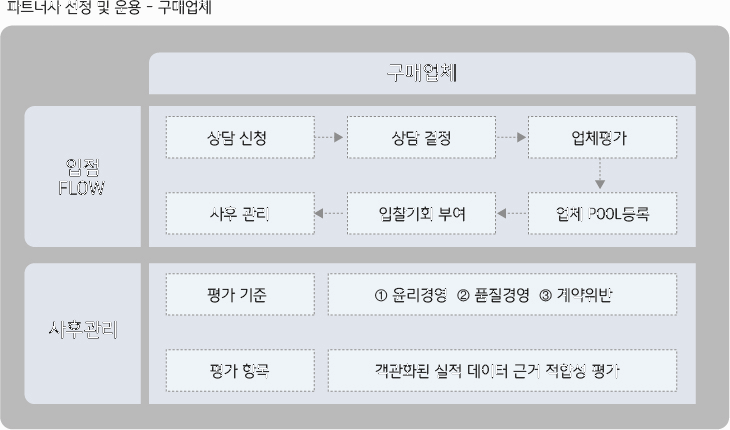 파트너사 선정 및 운용 - 구매업체
구매업체
입점
FLOW
상담 신청
상담 결정
업체평가
사후 관리
입찰기회 부여
업체 POOL등록
사후관리
평가 기준
① 윤리경영 ② 품질경영 ③ 계약위반
평가 항목
객관화된 실적 데이터 근거 적합성 평가